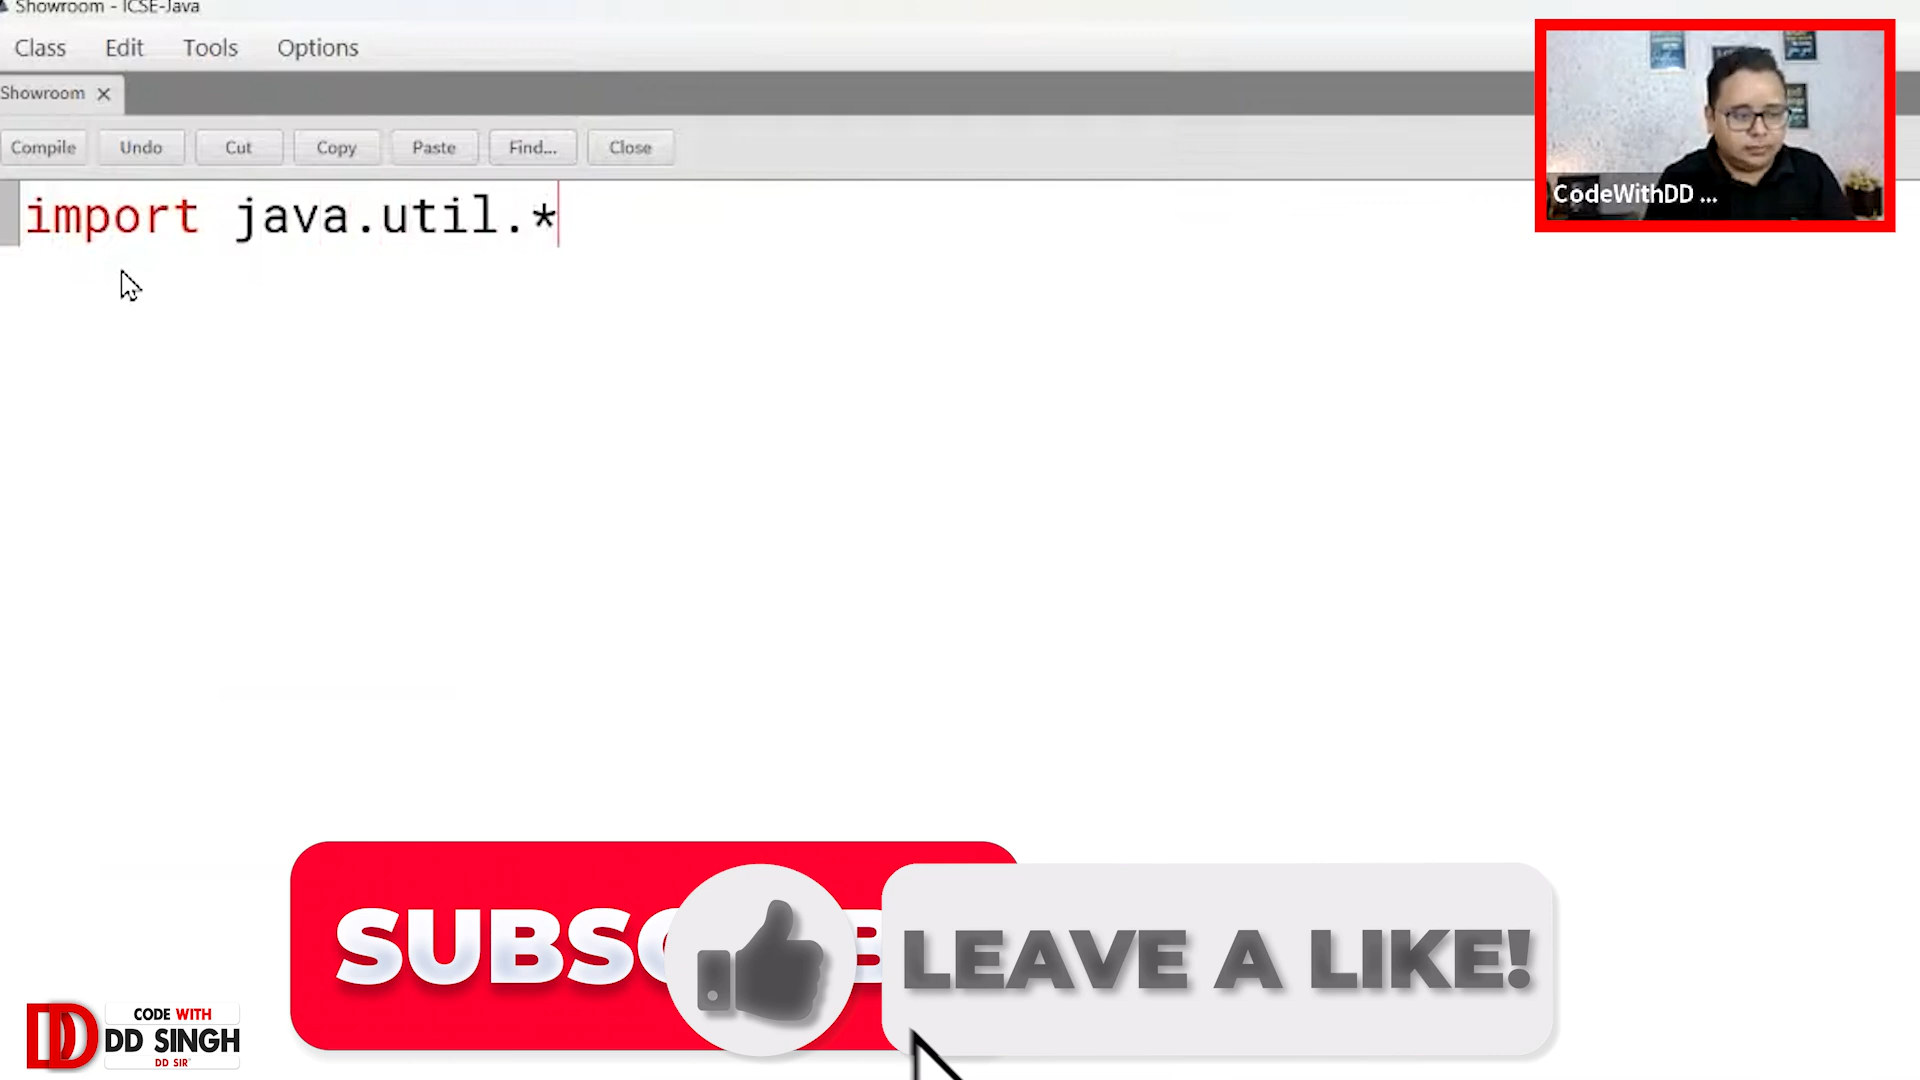 Showroom - ICSE-Java
Class Edit Tools Options
Showroom
Compile Undo Cut Copy Paste Find... Close
import java.util.*
CodeWithDD ...
LEAVE A LIKE!
CODE WITH
DD SINGH
DD SIR